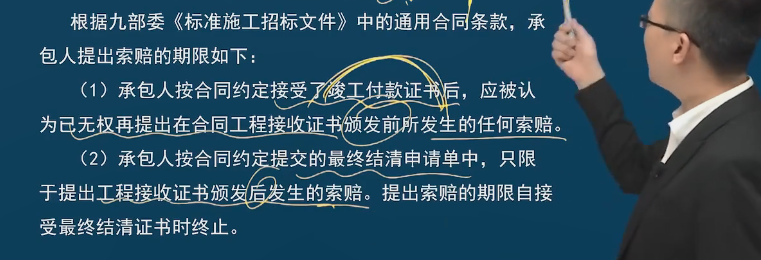 根据九部委《标准施工招标文件》中的通用合同条款，承
包人提出索赔的期限如下：
（1）承包人按合同约定接受了竣工付款证书后，应被认
为已无权再提出在合同工程接收证书颁发前所发生的任何索赔。
（2）承包人按合同约定提交的最终结清申请单中，只限
于提出工程接收证书颁发后发生的索赔。提出索赔的期限自接
受最终结清证书时终止。